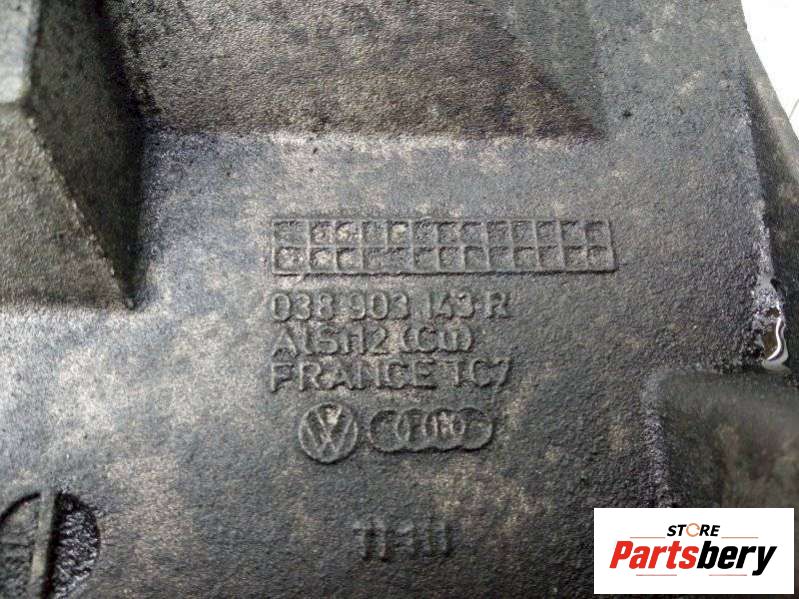 038 903 143 R
AlSi12 (Cu)
FRANCE TC7
STORE
Partsbery